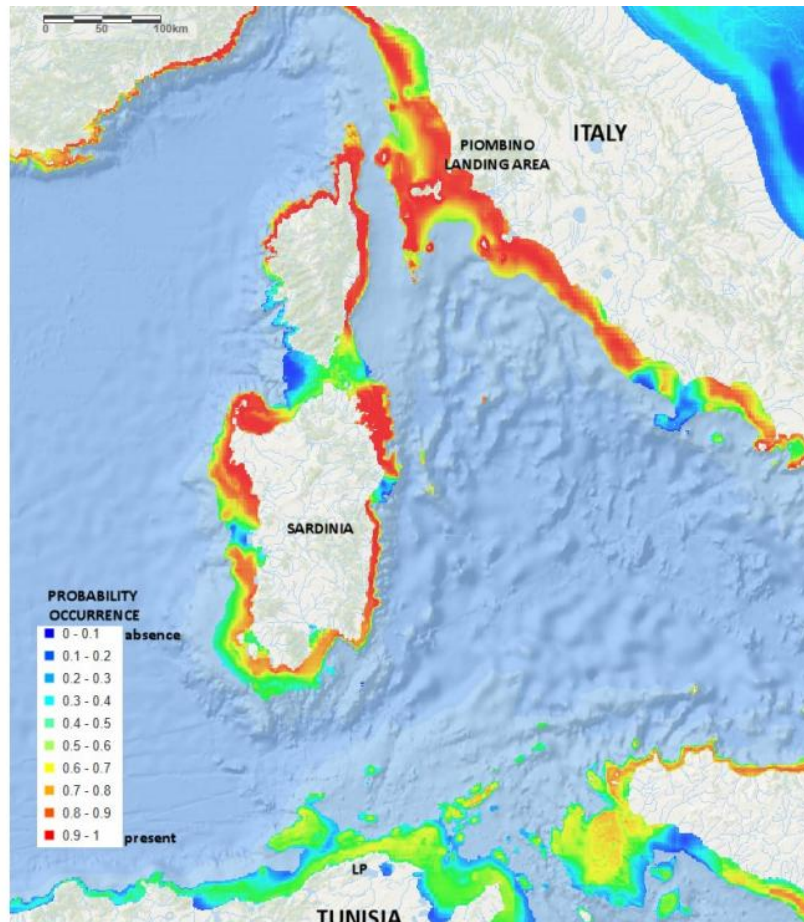 0 50 100km
ITALY
PIOMBINO
LANDING AREA
SARDINIA
PROBABILITY
OCCURRENCE
0 - 0.1 absence
0.1 - 0.2
0.2 - 0.3
0.3 - 0.4
0.4 - 0.5
0.5 - 0.6
0.6 - 0.7
0.7 - 0.8
0.8 - 0.9
0.9 - 1 present
LP
TUNISIA